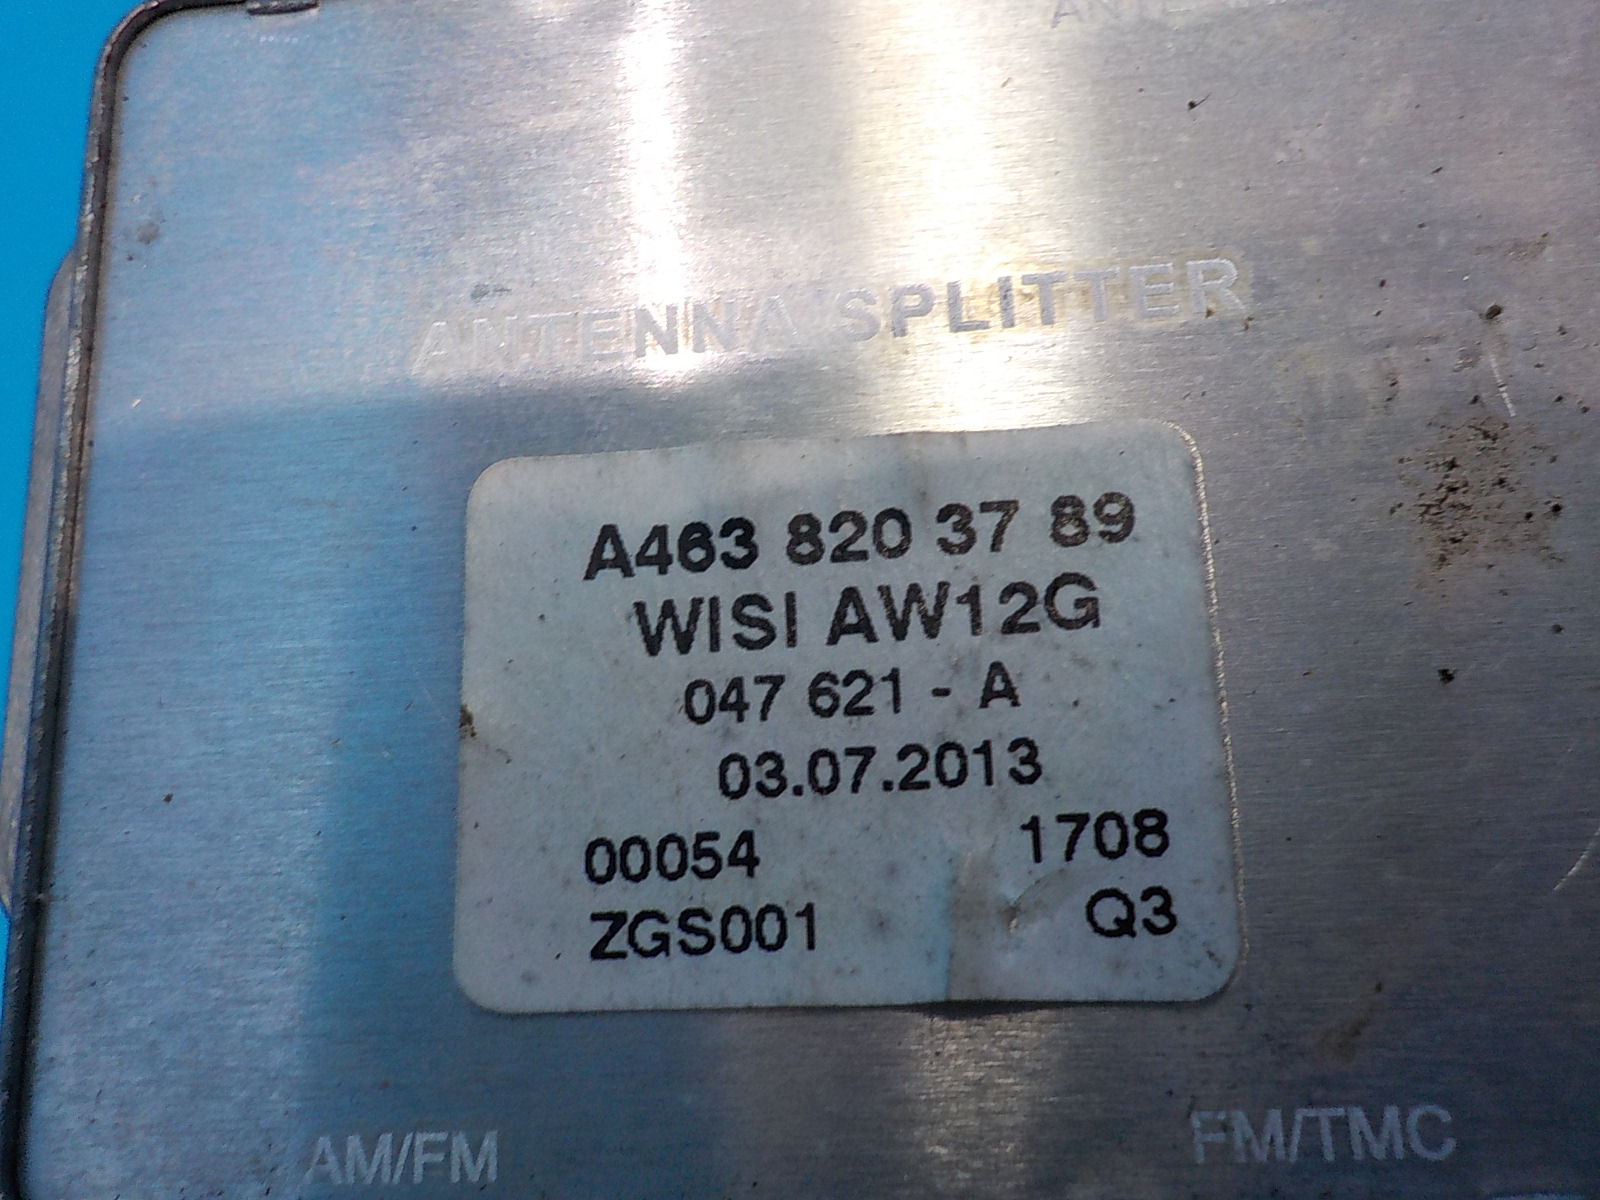 ANTENNA SPLITTER
A463 820 37 89
WISI AW12G
047 621 - A
03.07.2013
00054 1708
ZGS001 Q3
AM/FM FM/TMC